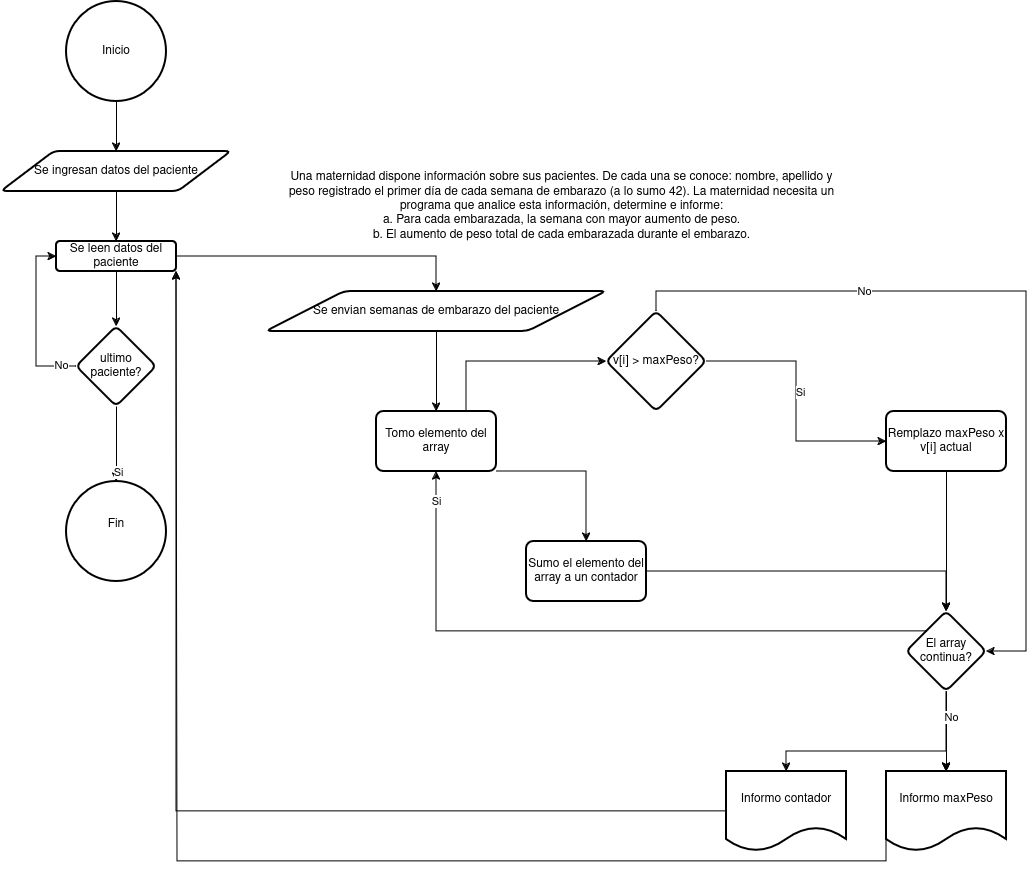 Inicio
Se ingresan datos del paciente
Una maternidad dispone información sobre sus pacientes. De cada una se conoce: nombre, apellido y
peso registrado el primer día de cada semana de embarazo (a lo sumo 42). La maternidad necesita un
programa que analice esta información, determine e informe:
a. Para cada embarazada, la semana con mayor aumento de peso.
b. El aumento de peso total de cada embarazada durante el embarazo.
Se leen datos del
paciente
Se envian semanas de embarazo del paciente
No
ultimo
paciente?
No
v[i] > maxPeso?
Si
Tomo elemento del
array
Remplazo maxPeso x
v[i] actual
Si
Fin
Si
Sumo el elemento del
array a un contador
El array
continua?
No
Informo contador
Informo maxPeso